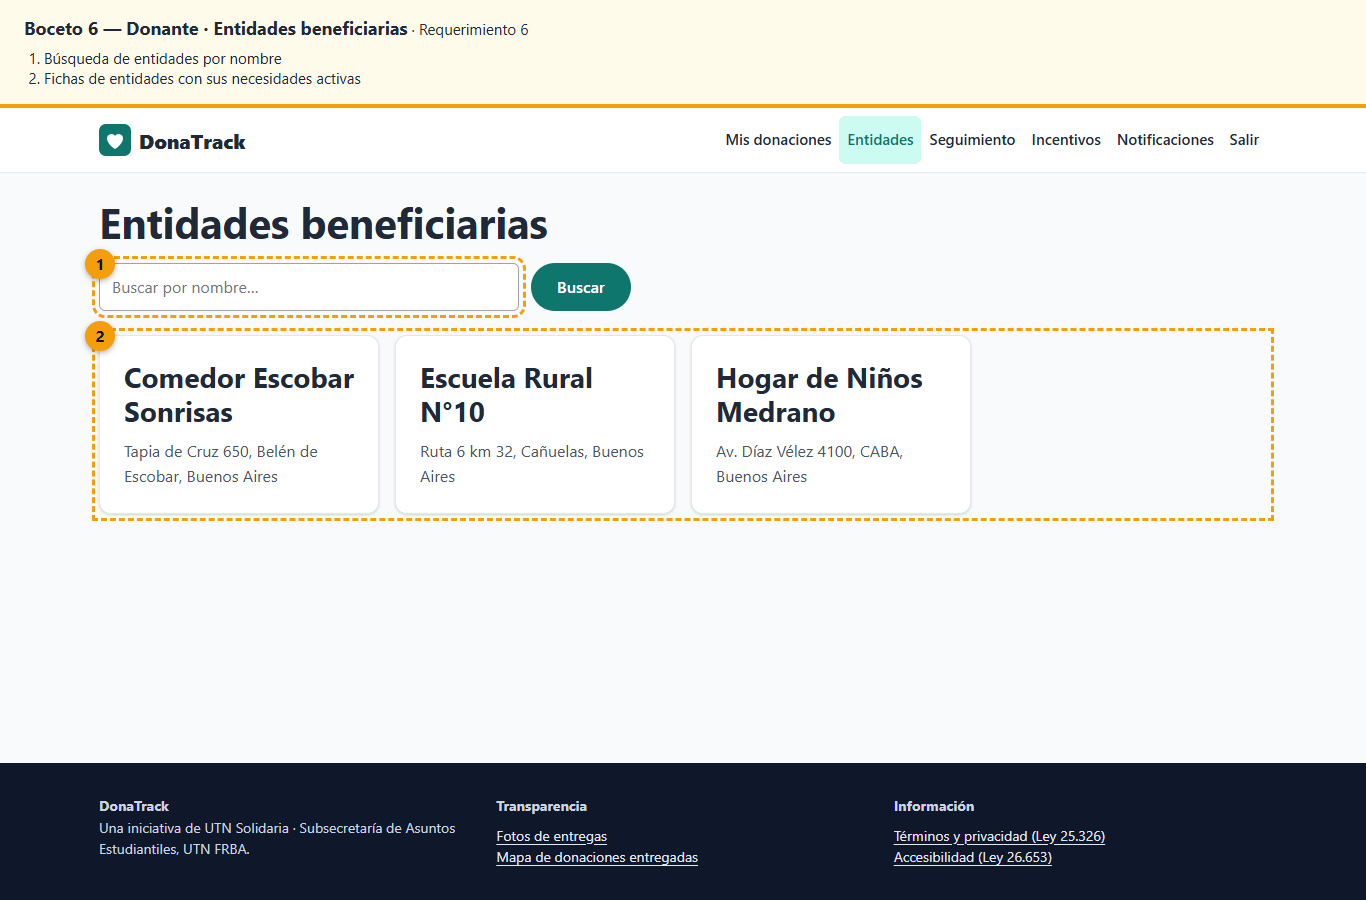 Boceto 6 — Donante · Entidades beneficiarias · Requerimiento 6
1. Búsqueda de entidades por nombre
2. Fichas de entidades con sus necesidades activas
DonaTrack
Mis donaciones Entidades Seguimiento Incentivos Notificaciones Salir
Entidades beneficiarias
1
Buscar por nombre... Buscar
2
Comedor Escobar
Sonrisas
Tapia de Cruz 650, Belén de
Escobar, Buenos Aires
Escuela Rural
N°10
Ruta 6 km 32, Cañuelas, Buenos
Aires
Hogar de Niños
Medrano
Av. Díaz Vélez 4100, CABA,
Buenos Aires
DonaTrack
Una iniciativa de UTN Solidaria · Subsecretaría de Asuntos
Estudiantiles, UTN FRBA.
Transparencia
Fotos de entregas
Mapa de donaciones entregadas
Información
Términos y privacidad (Ley 25.326)
Accesibilidad (Ley 26.653)